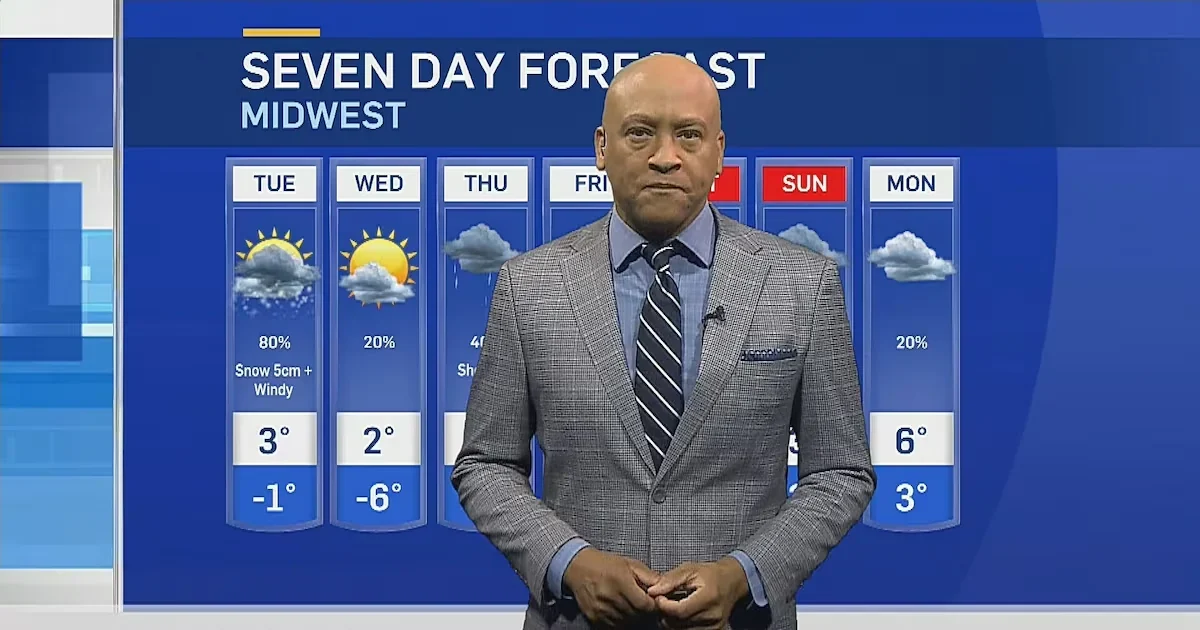 SEVEN DAY FORECAST
MIDWEST
TUE WED THU FRI SUN MON
80% 20% 20%
Snow 5cm +
Windy
3° 2° 6°
-1° -6° 3°